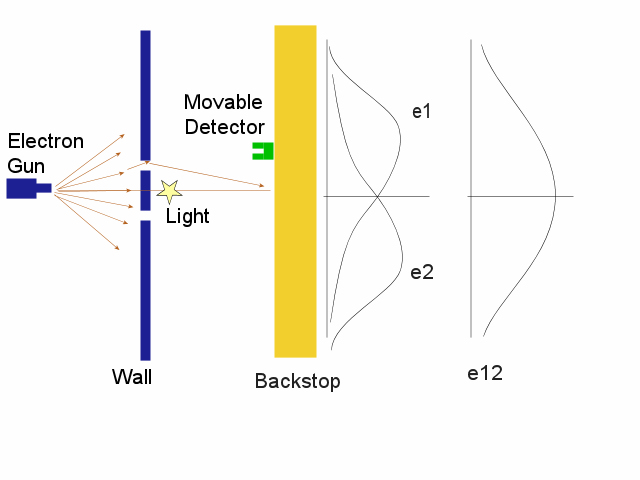 Electron
Gun
Movable
Detector
Light
Wall
Backstop
e1
e2
e12